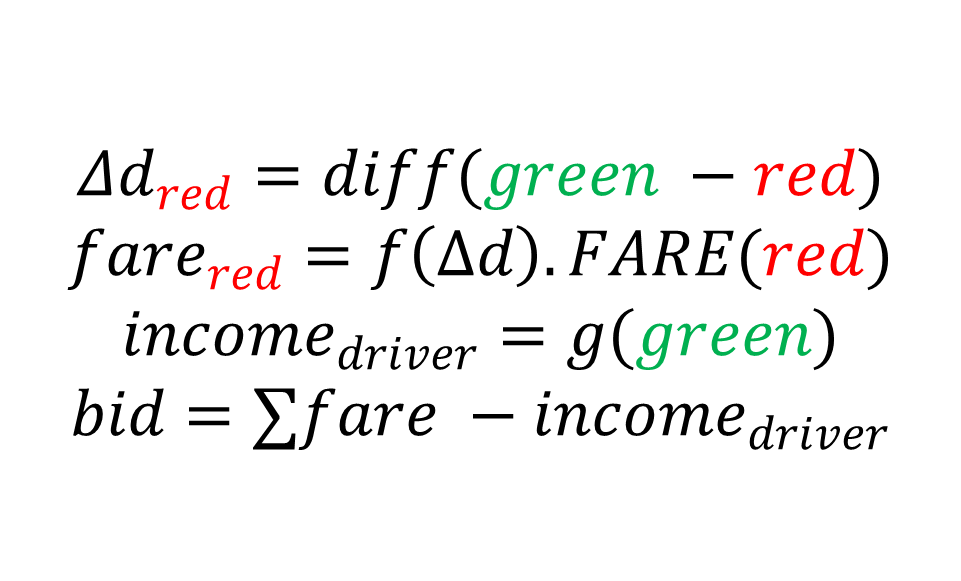 Δd_red = diff(green − red)
fare_red = f(Δd).FARE(red)
income_driver = g(green)
bid = ∑fare − income_driver